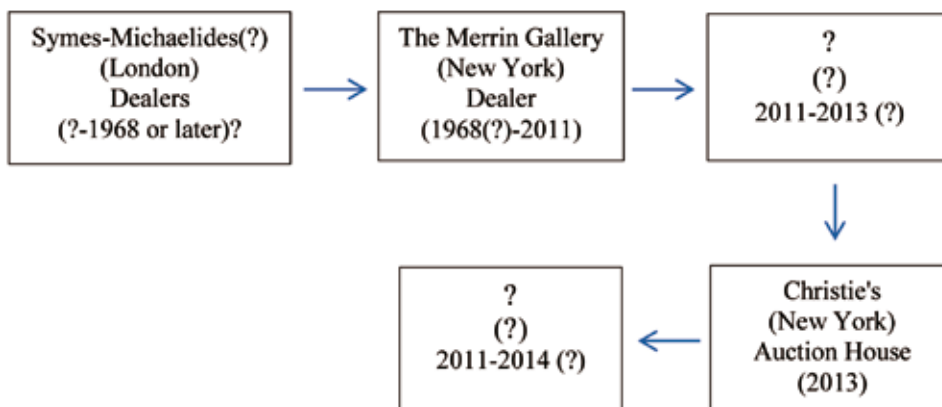 Symes-Michaelides(?)
(London)
Dealers
(?-1968 or later)?
The Merrin Gallery
(New York)
Dealer
(1968(?)-2011)
?
(?)
2011-2013 (?)
Christie's
(New York)
Auction House
(2013)
?
(?)
2011-2014 (?)